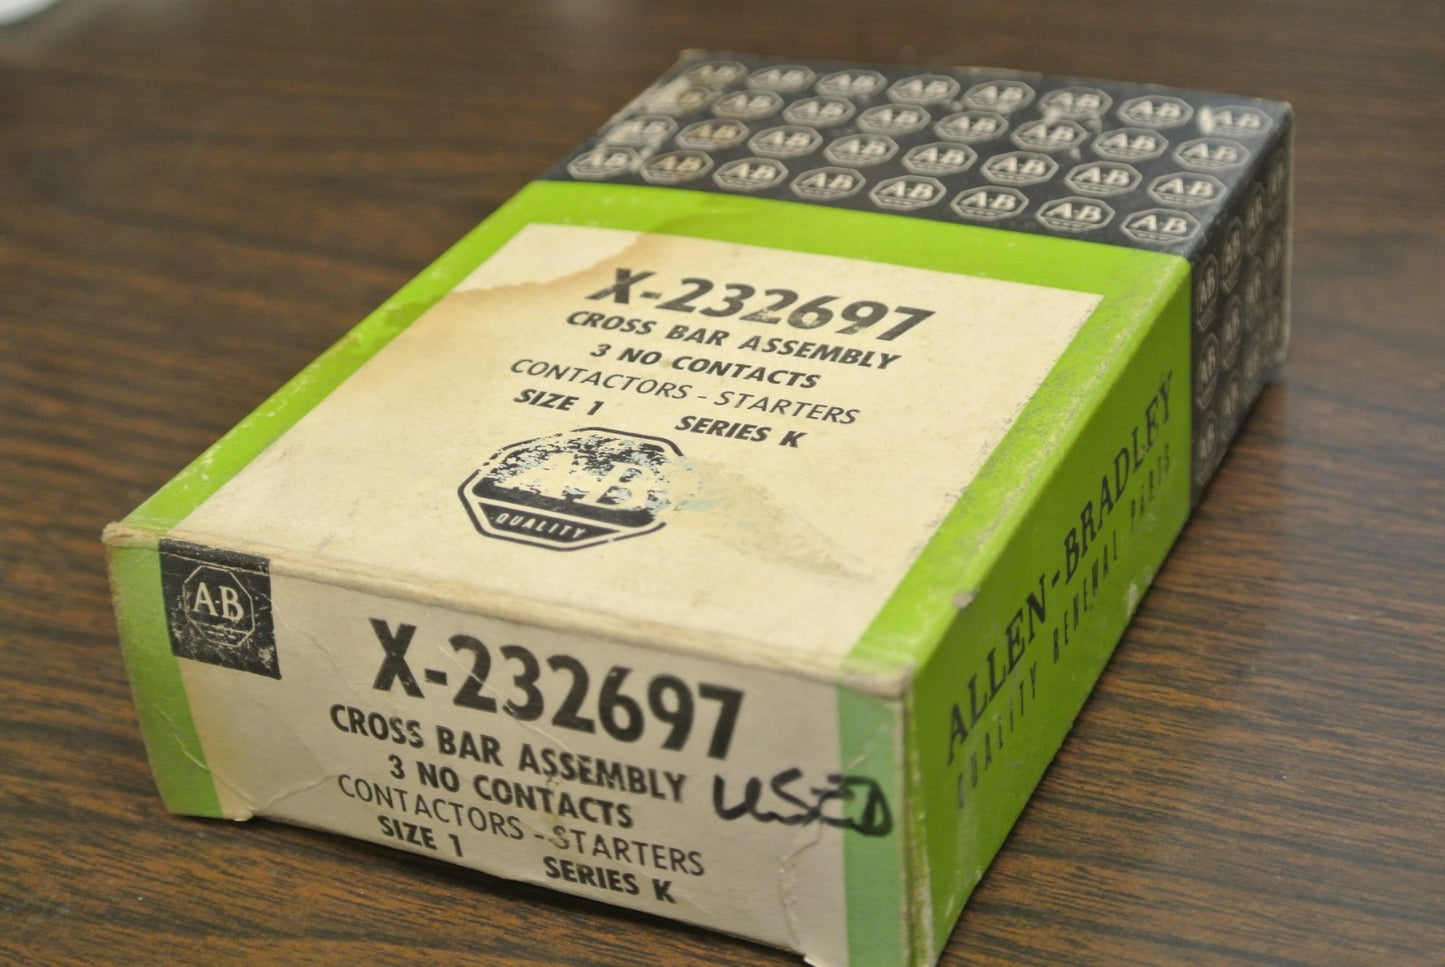 X-232697
CROSS BAR ASSEMBLY
3 NO CONTACTS
CONTACTORS - STARTERS
SIZE 1 SERIES K
A-B
QUALITY
A-B
X-232697
CROSS BAR ASSEMBLY
3 NO CONTACTS
CONTACTORS - STARTERS
SIZE 1 SERIES K
USED
ALLEN-BRADLEY
QUALITY RENEWAL PARTS